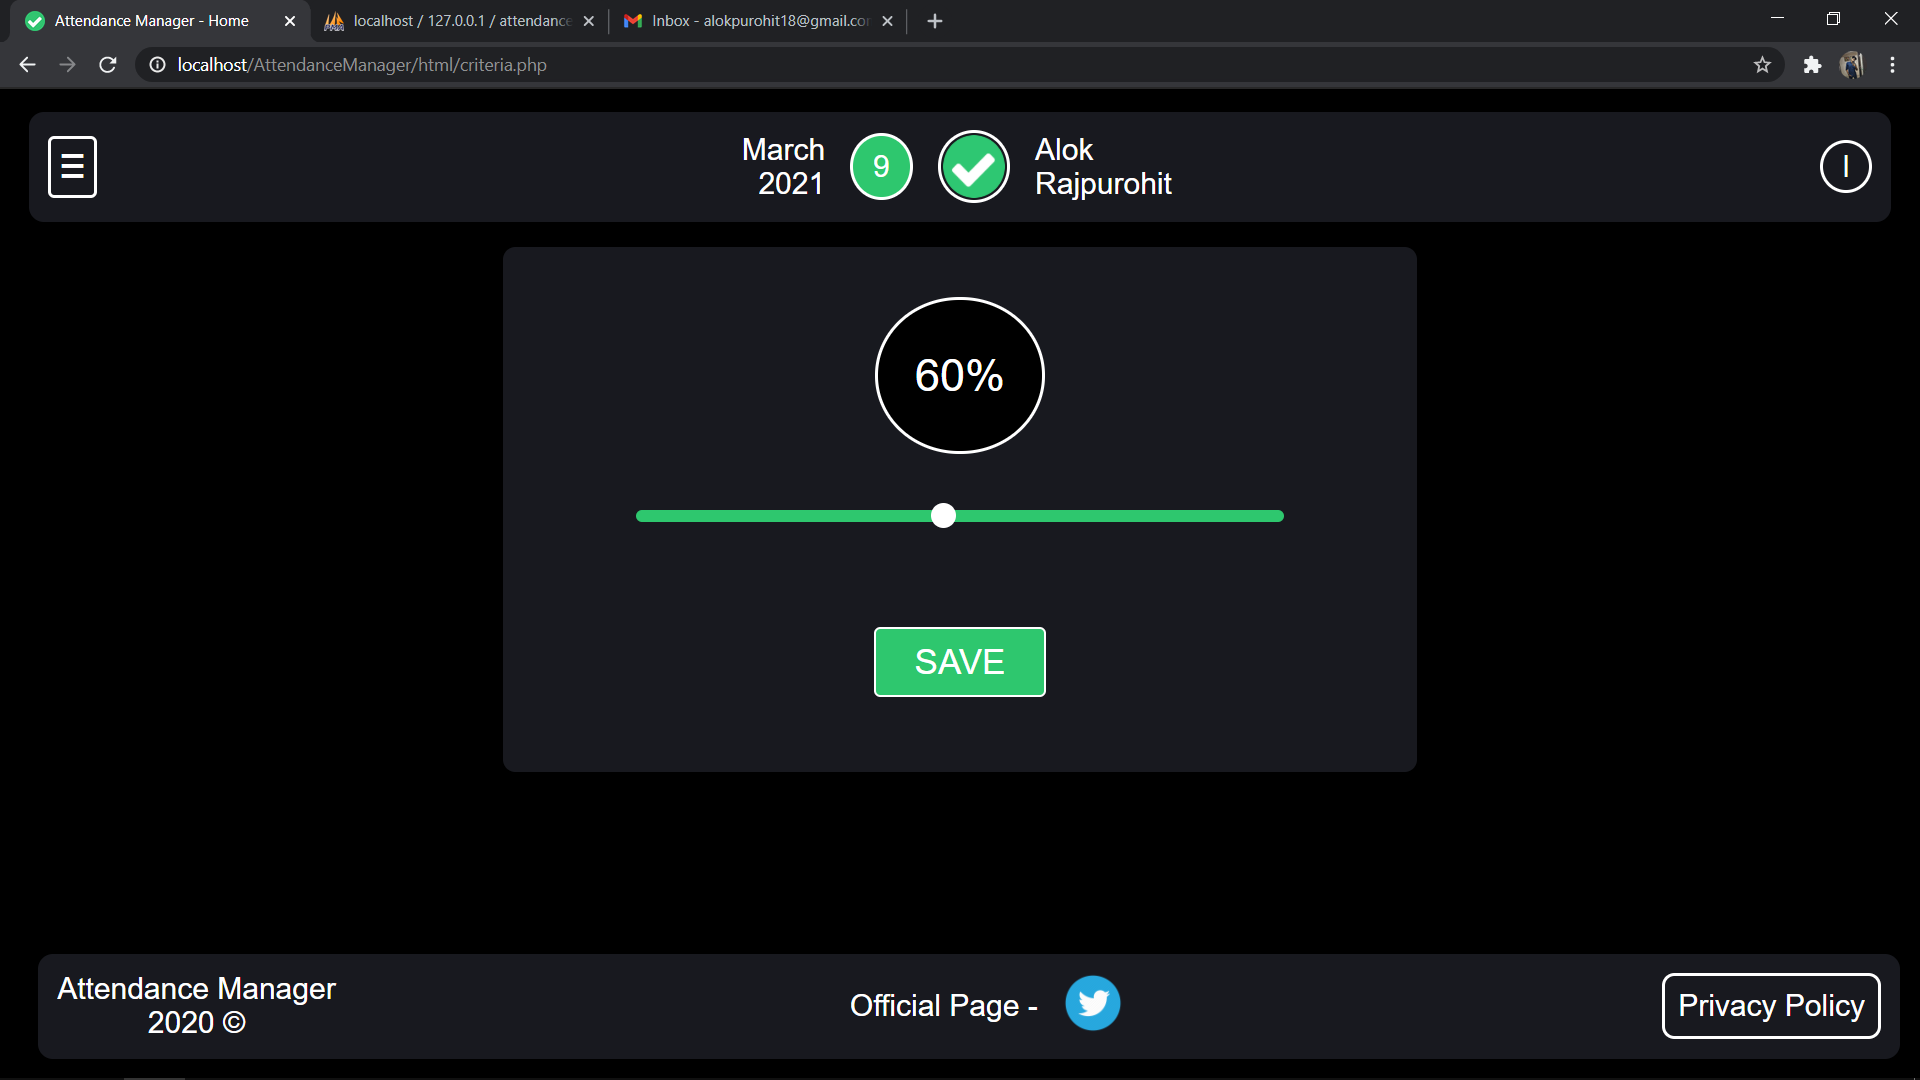 Attendance Manager - Home
localhost / 127.0.0.1 / attendance
Inbox - alokpurohit18@gmail.co
localhost/AttendanceManager/html/criteria.php
March
2021
9
Alok
Rajpurohit
60%
SAVE
Attendance Manager
2020 ©
Official Page -
Privacy Policy